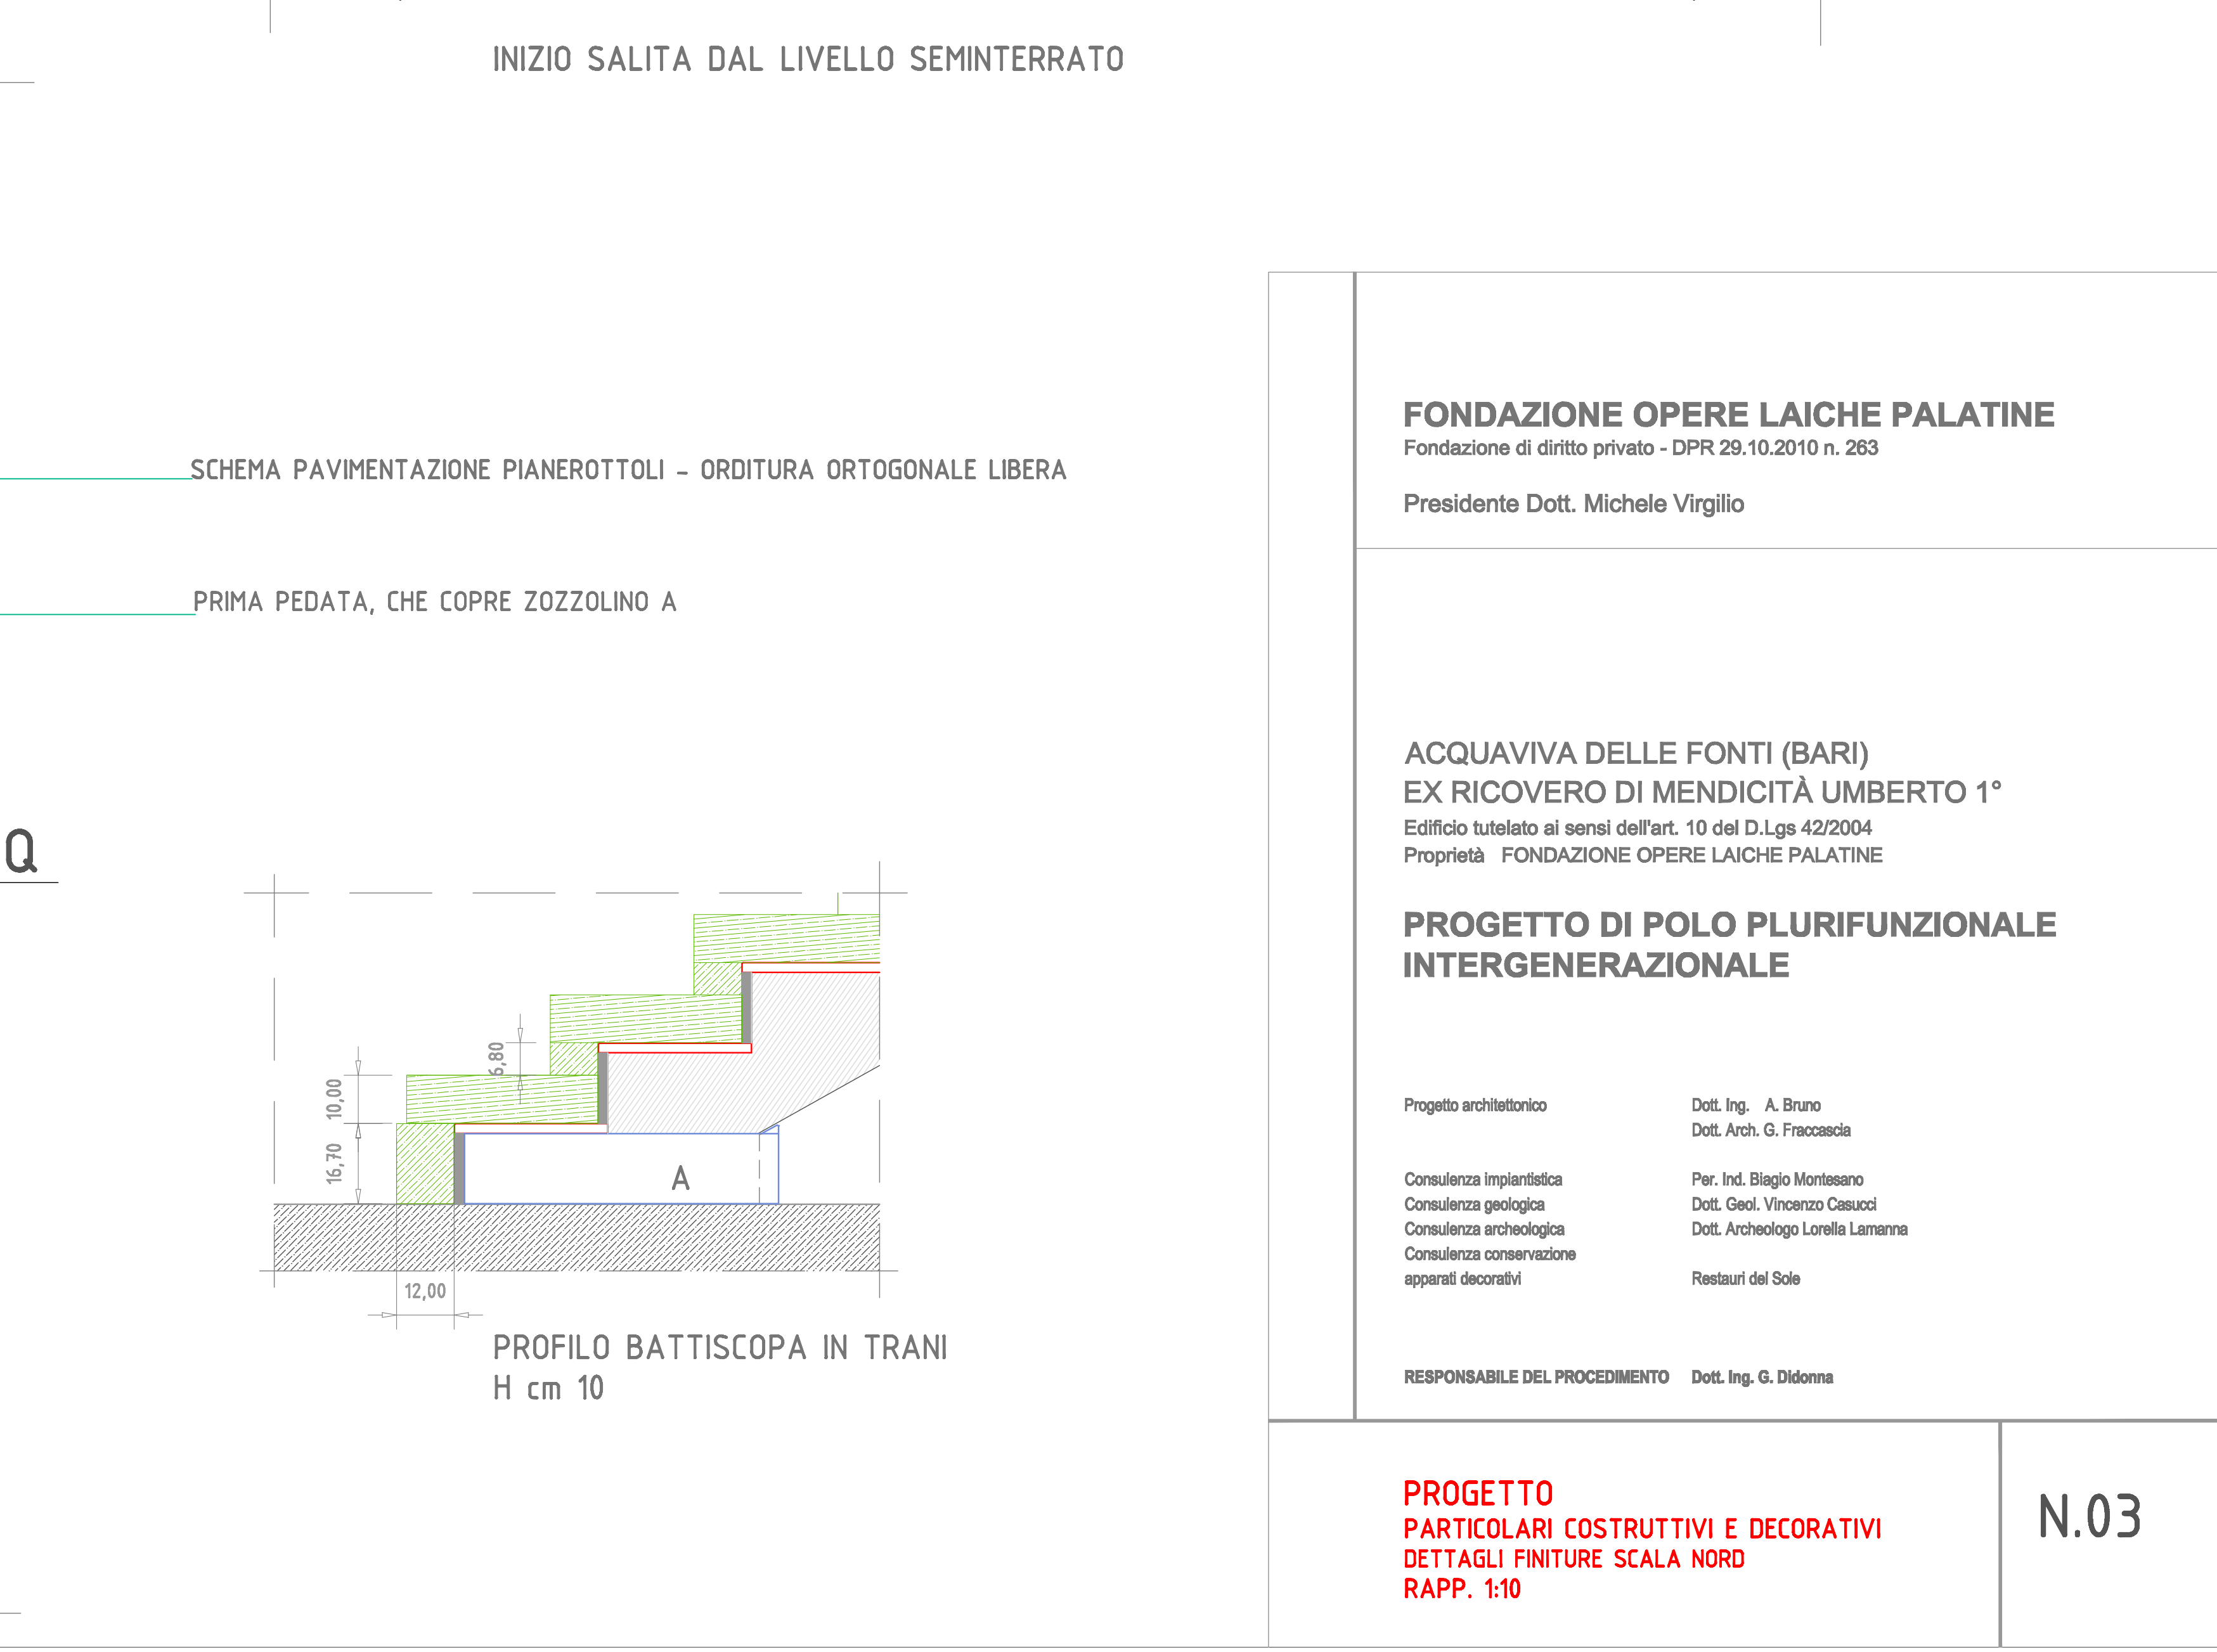 INIZIO SALITA DAL LIVELLO SEMINTERRATO
SCHEMA PAVIMENTAZIONE PIANEROTTOLI - ORDITURA ORTOGONALE LIBERA
PRIMA PEDATA, CHE COPRE ZOZZOLINO A
Q
6,80
10,00
16,70
A
12,00
PROFILO BATTISCOPA IN TRANI
H cm 10
FONDAZIONE OPERE LAICHE PALATINE
Fondazione di diritto privato - DPR 29.10.2010 n. 263
Presidente Dott. Michele Virgilio
ACQUAVIVA DELLE FONTI (BARI)
EX RICOVERO DI MENDICITÀ UMBERTO 1°
Edificio tutelato ai sensi dell'art. 10 del D.Lgs 42/2004
Proprietà FONDAZIONE OPERE LAICHE PALATINE
PROGETTO DI POLO PLURIFUNZIONALE
INTERGENERAZIONALE
Progetto architettonico Dott. Ing. A. Bruno
Dott. Arch. G. Fraccascia
Consulenza impiantistica Per. Ind. Biagio Montesano
Consulenza geologica Dott. Geol. Vincenzo Casucci
Consulenza archeologica Dott. Archeologo Lorella Lamanna
Consulenza conservazione
apparati decorativi Restauri del Sole
RESPONSABILE DEL PROCEDIMENTO Dott. Ing. G. Didonna
PROGETTO
PARTICOLARI COSTRUTTIVI E DECORATIVI
DETTAGLI FINITURE SCALA NORD
RAPP. 1:10
N.03